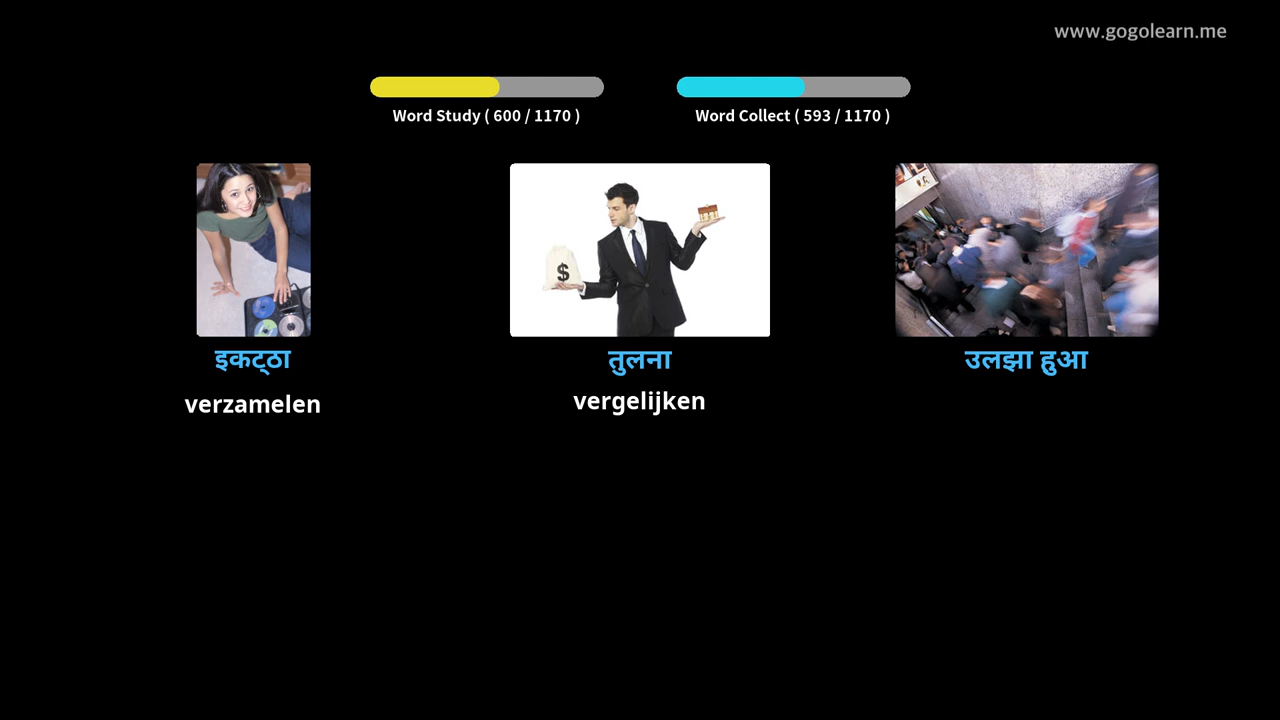 www.gogolearn.me
Word Study ( 600 / 1170 )
Word Collect ( 593 / 1170 )
इकट्ठा
तुलना
उलझा हुआ
verzamelen
vergelijken
$